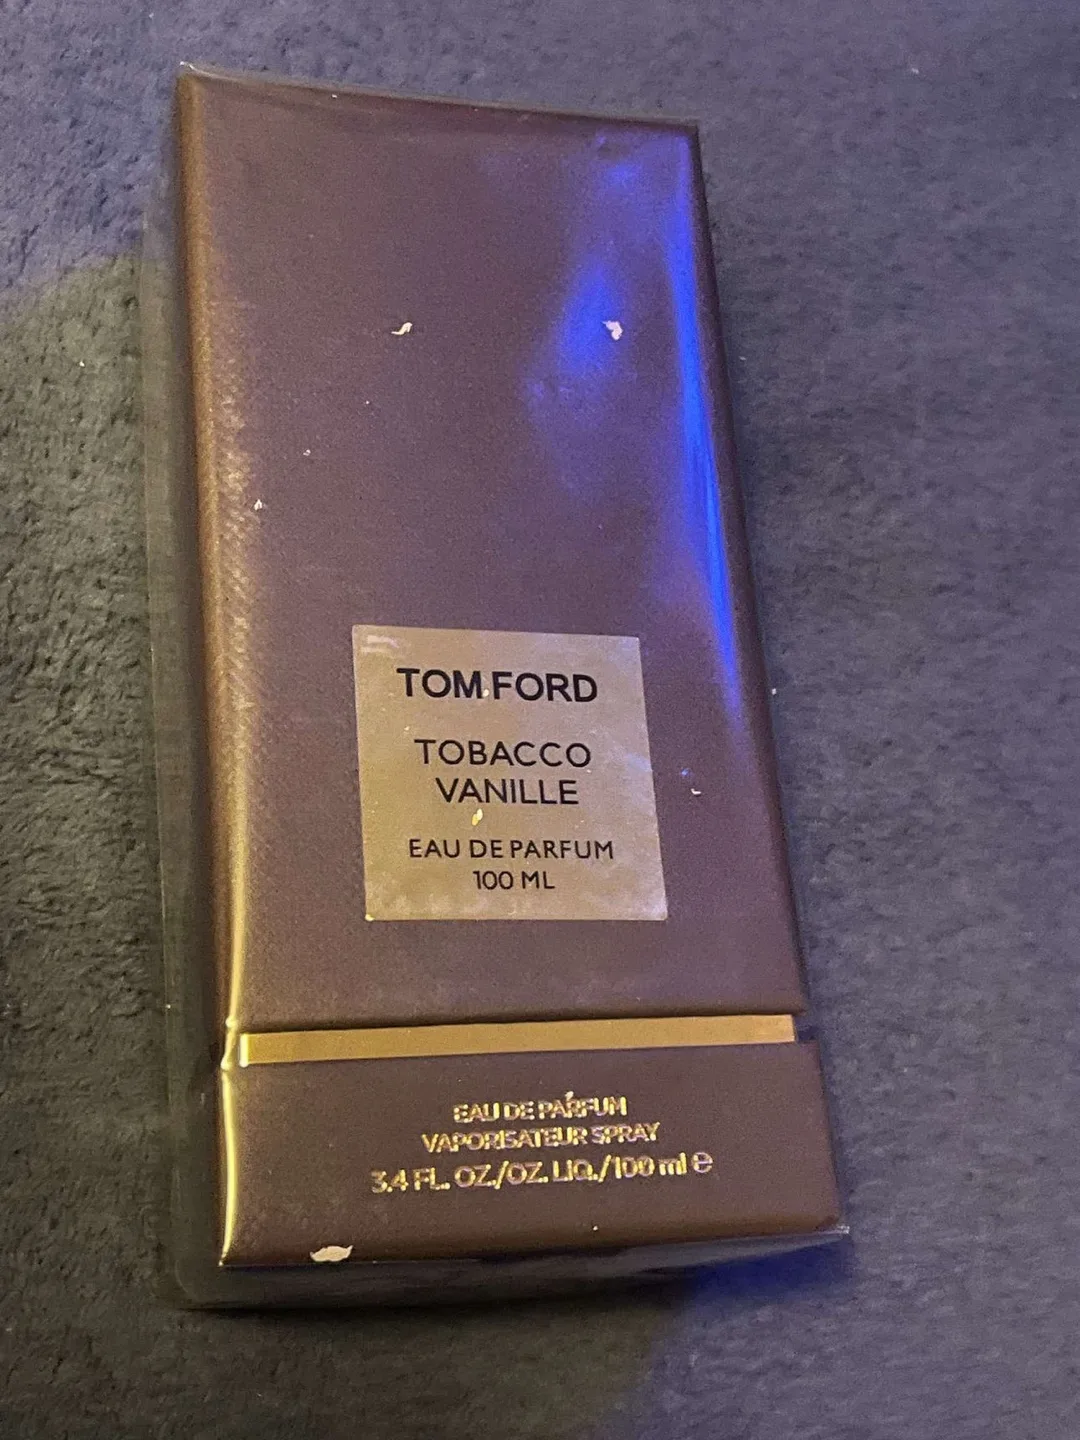 TOM FORD
TOBACCO
VANILLE
EAU DE PARFUM
100 ML
EAU DE PARFUM
VAPORISATEUR SPRAY
3.4 FL. OZ./OZ. LIQ./100 ml ℮